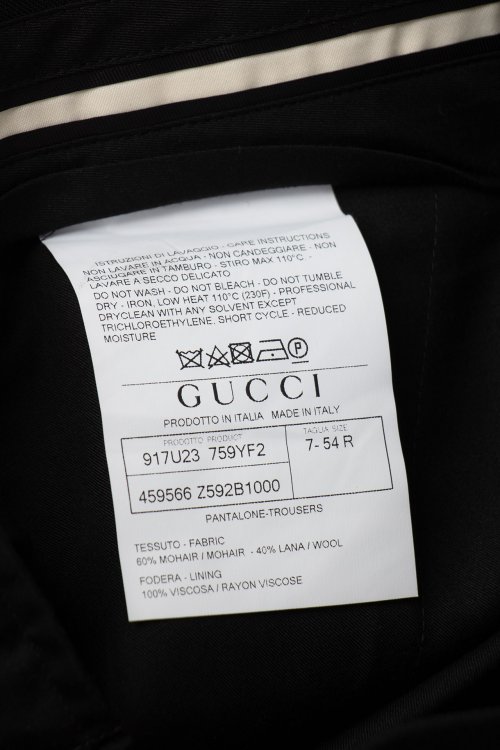 ISTRUZIONI DI LAVAGGIO - CARE INSTRUCTIONS
NON LAVARE IN ACQUA - NON CANDEGGIARE - NON
ASCIUGARE IN TAMBURO - STIRO MAX 110°C -
LAVARE A SECCO DELICATO
DO NOT WASH - DO NOT BLEACH - DO NOT TUMBLE
DRY - IRON, LOW HEAT 110°C (230F) - PROFESSIONAL
DRYCLEAN WITH ANY SOLVENT EXCEPT
TRICHLOROETHYLENE, SHORT CYCLE - REDUCED
MOISTURE
P
GUCCI
PRODOTTO IN ITALIA MADE IN ITALY
PRODOTTO PRODUCT
917U23 759YF2
459566 Z592B1000
TAGLIA SIZE
7- 54 R
PANTALONE-TROUSERS
TESSUTO - FABRIC
60% MOHAIR / MOHAIR - 40% LANA / WOOL
FODERA - LINING
100% VISCOSA / RAYON VISCOSE